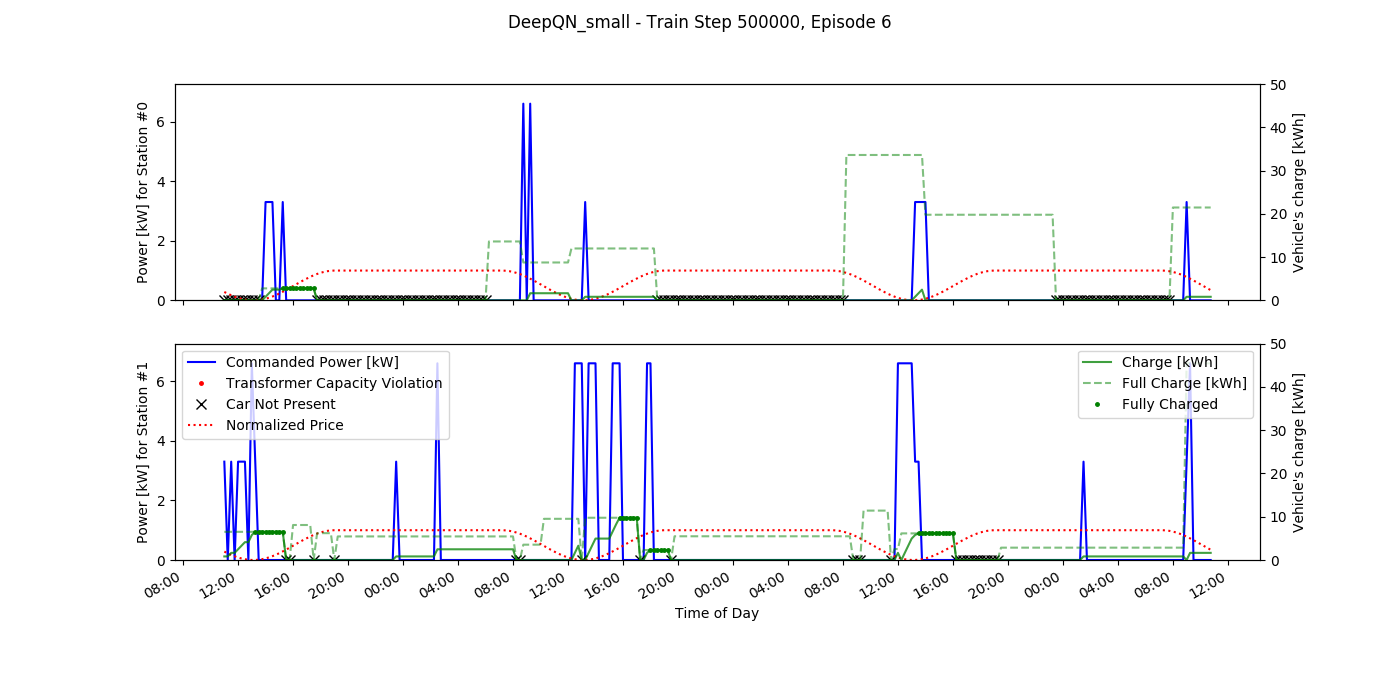 DeepQN_small - Train Step 500000, Episode 6
Power [kW] for Station #0
6
4
2
0
50
40
30
20
10
0
Vehicle's charge [kWh]
Power [kW] for Station #1
6
4
2
0
Commanded Power [kW]
Transformer Capacity Violation
Car Not Present
Normalized Price
Charge [kWh]
Full Charge [kWh]
Fully Charged
50
40
30
20
10
0
Vehicle's charge [kWh]
08:00 12:00 16:00 20:00 00:00 04:00 08:00 12:00 16:00 20:00 00:00 04:00 08:00 12:00 16:00 20:00 00:00 04:00 08:00 12:00
Time of Day